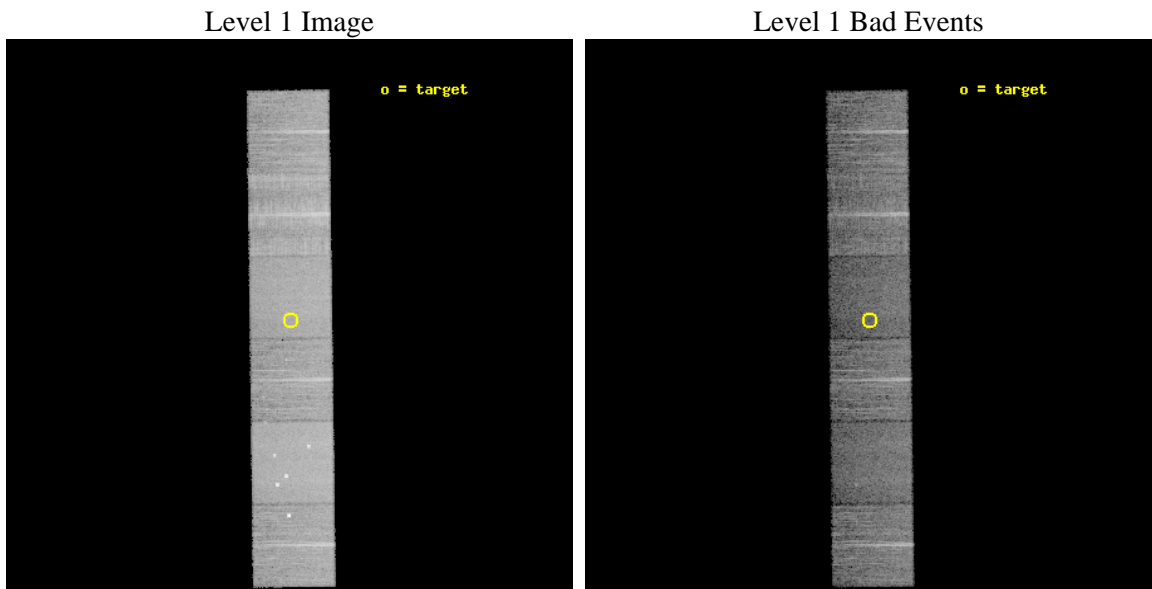 Level 1 Image
Level 1 Bad Events
o = target
o = target